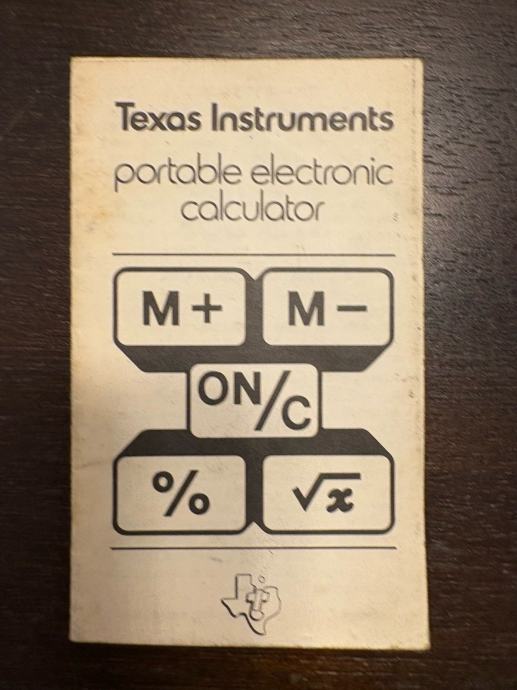 Texas Instruments
portable electronic
calculator
M+ M−
ON/C
% √x